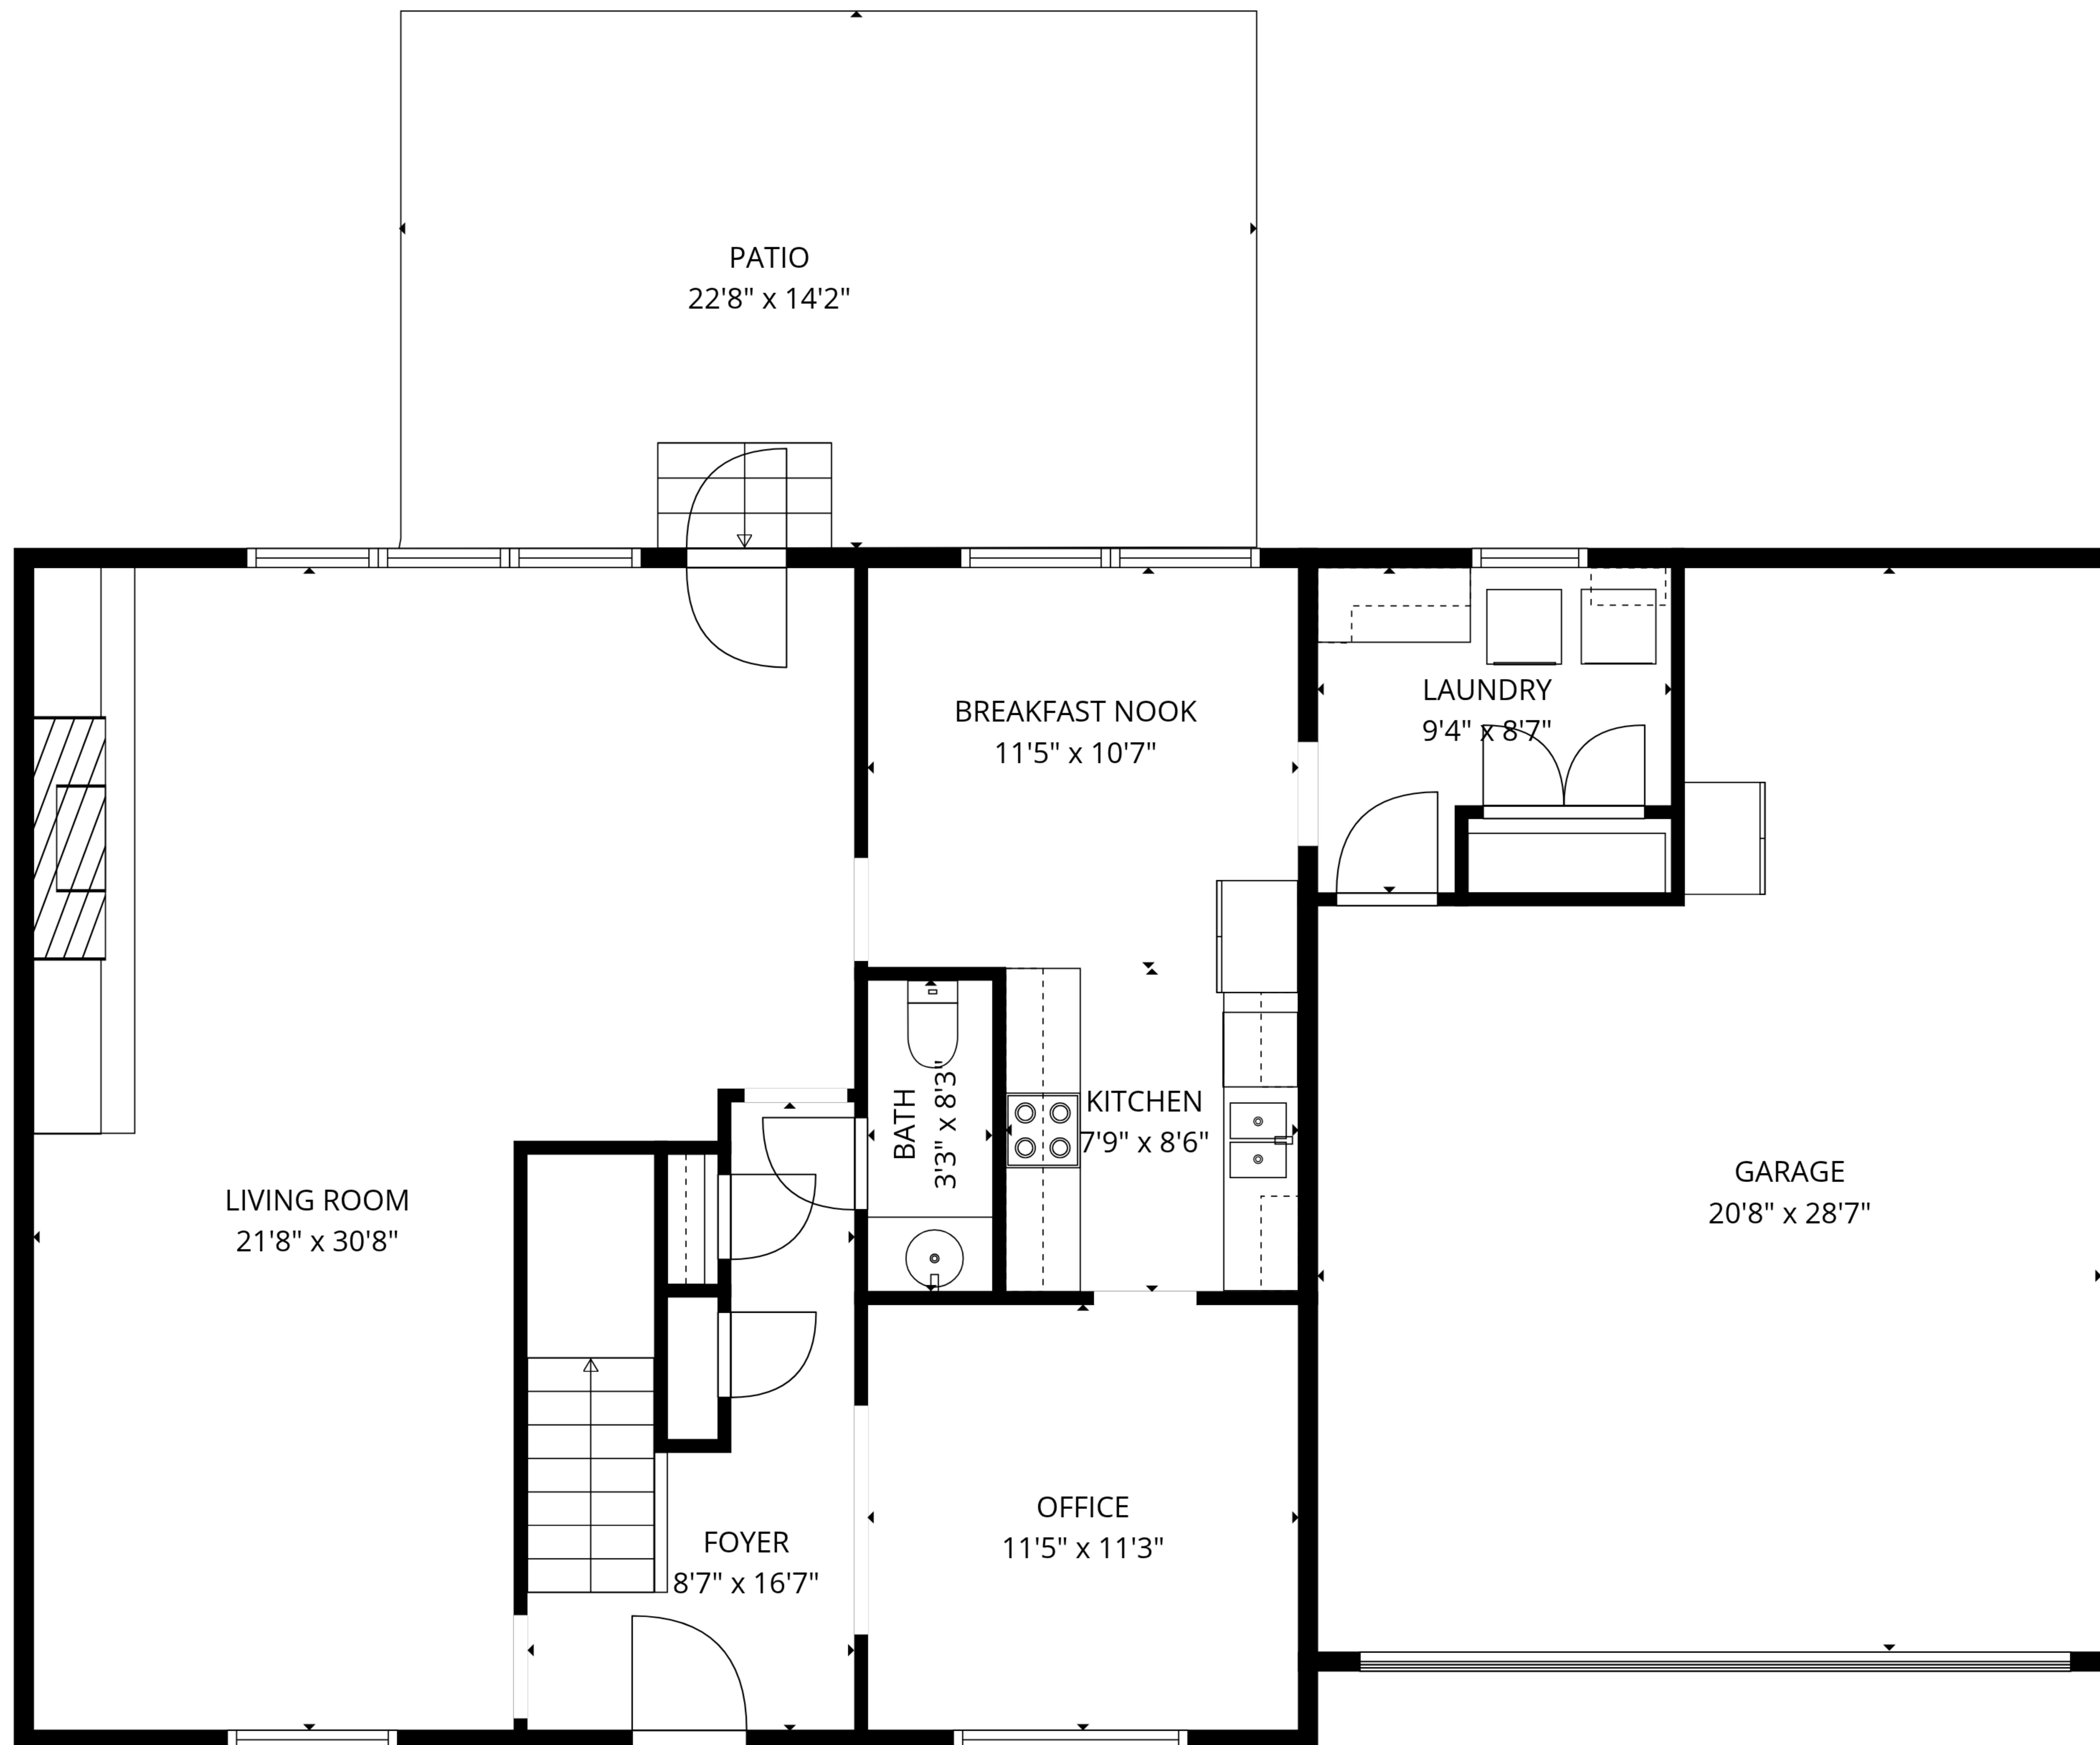 PATIO
22'8" x 14'2"
BREAKFAST NOOK
11'5" x 10'7"
LAUNDRY
9'4" x 8'7"
BATH
3'3" x 8'3"
KITCHEN
7'9" x 8'6"
LIVING ROOM
21'8" x 30'8"
GARAGE
20'8" x 28'7"
FOYER
8'7" x 16'7"
OFFICE
11'5" x 11'3"